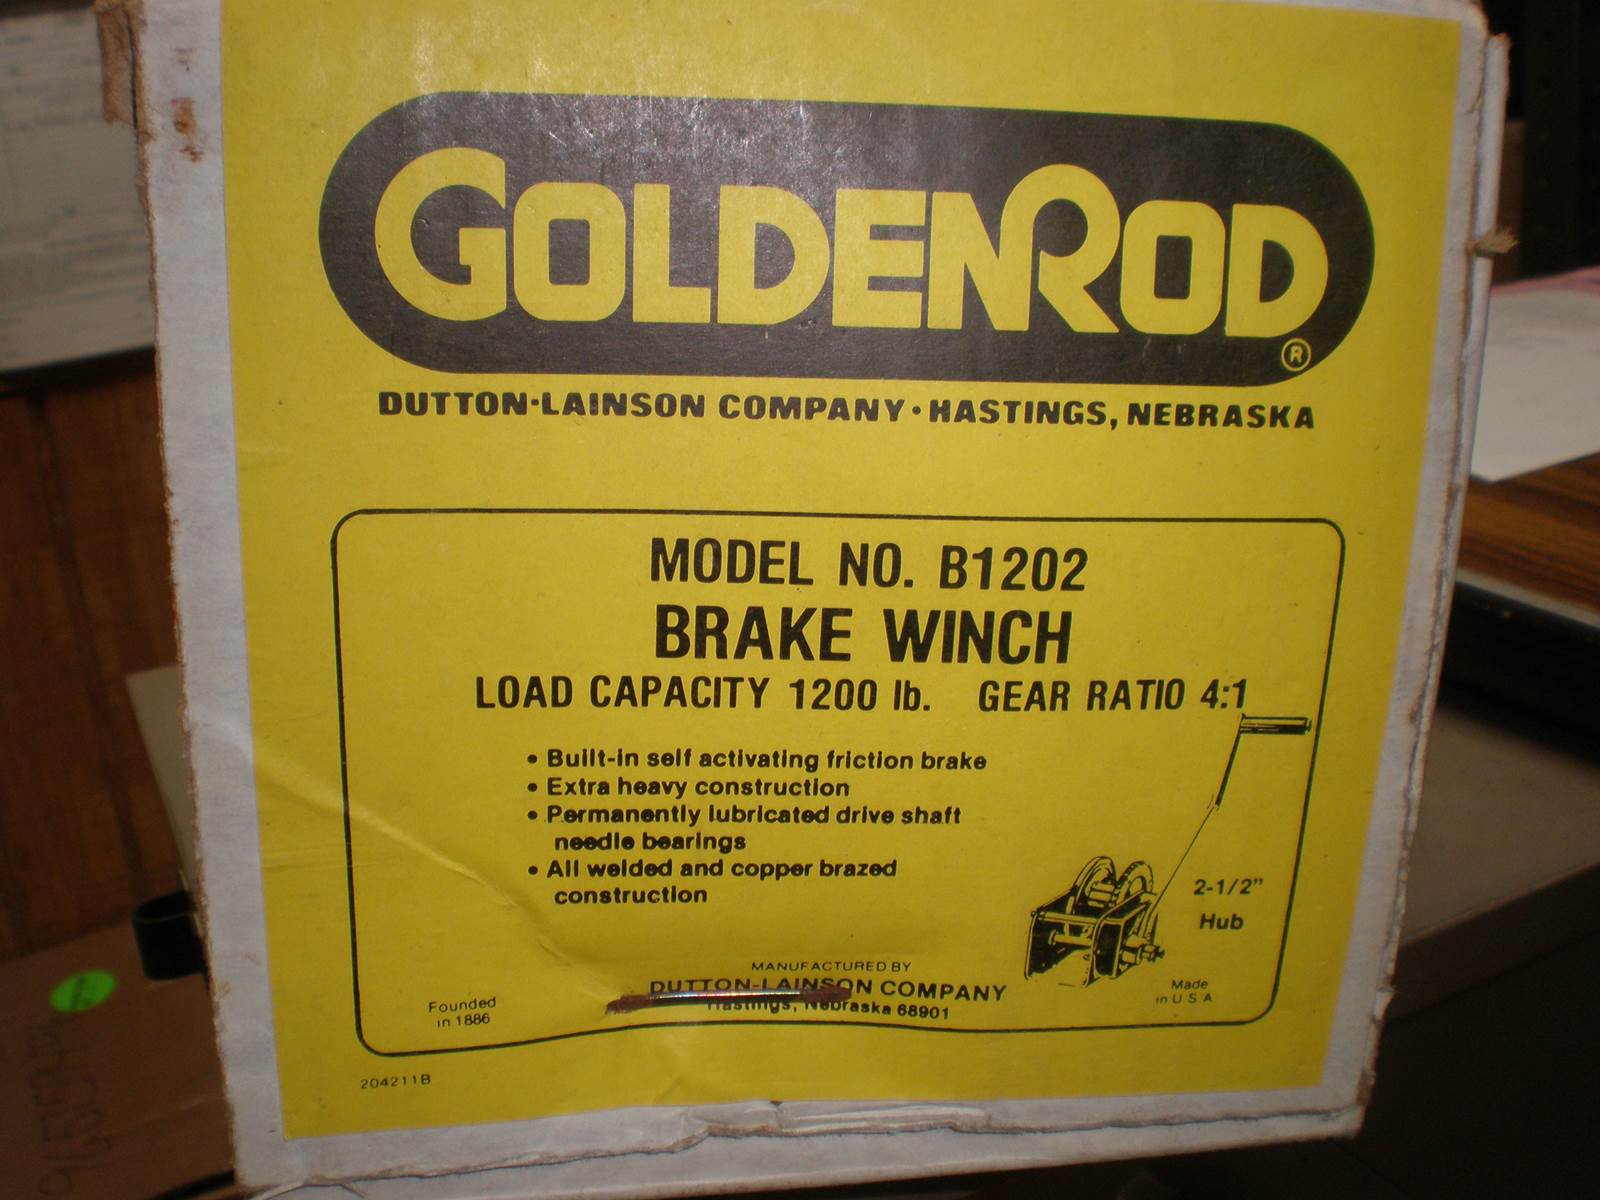 GOLDENROD
®
DUTTON-LAINSON COMPANY • HASTINGS, NEBRASKA
MODEL NO. B1202
BRAKE WINCH
LOAD CAPACITY 1200 lb. GEAR RATIO 4:1
• Built-in self activating friction brake
• Extra heavy construction
• Permanently lubricated drive shaft
needle bearings
• All welded and copper brazed
construction
2-1/2"
Hub
MANUFACTURED BY
DUTTON-LAINSON COMPANY
Hastings, Nebraska 68901
Founded
in 1886
Made
in U S A
204211B